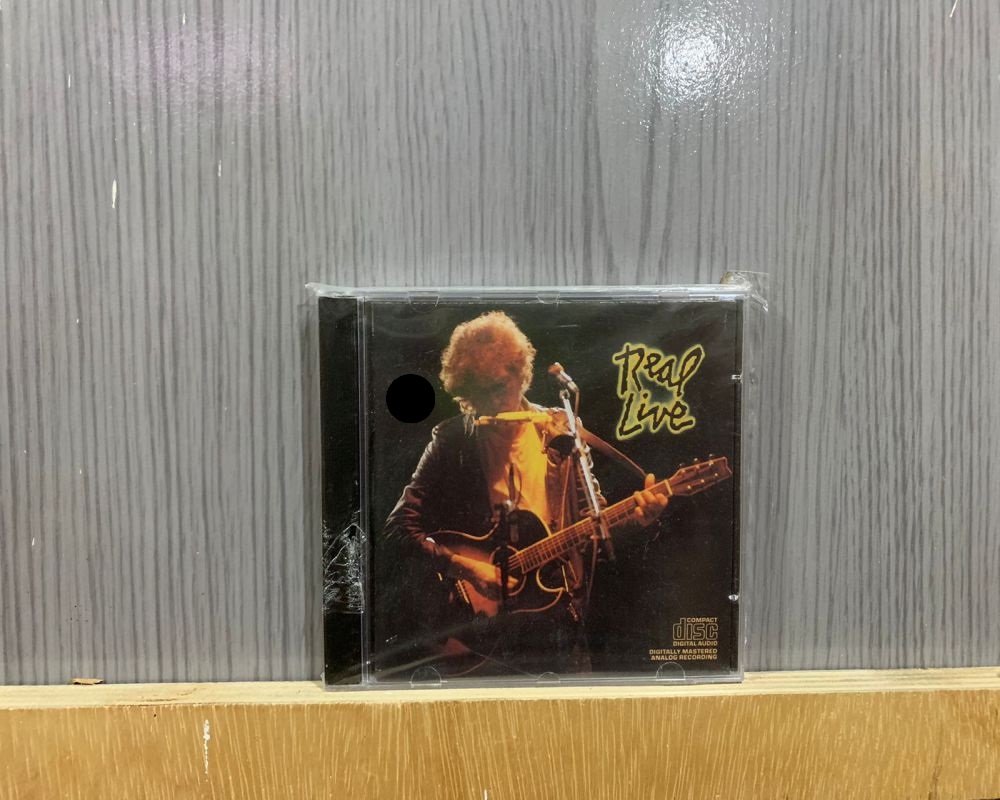 Real
Live
COMPACT
disc
DIGITAL AUDIO
DIGITALLY MASTERED
ANALOG RECORDING